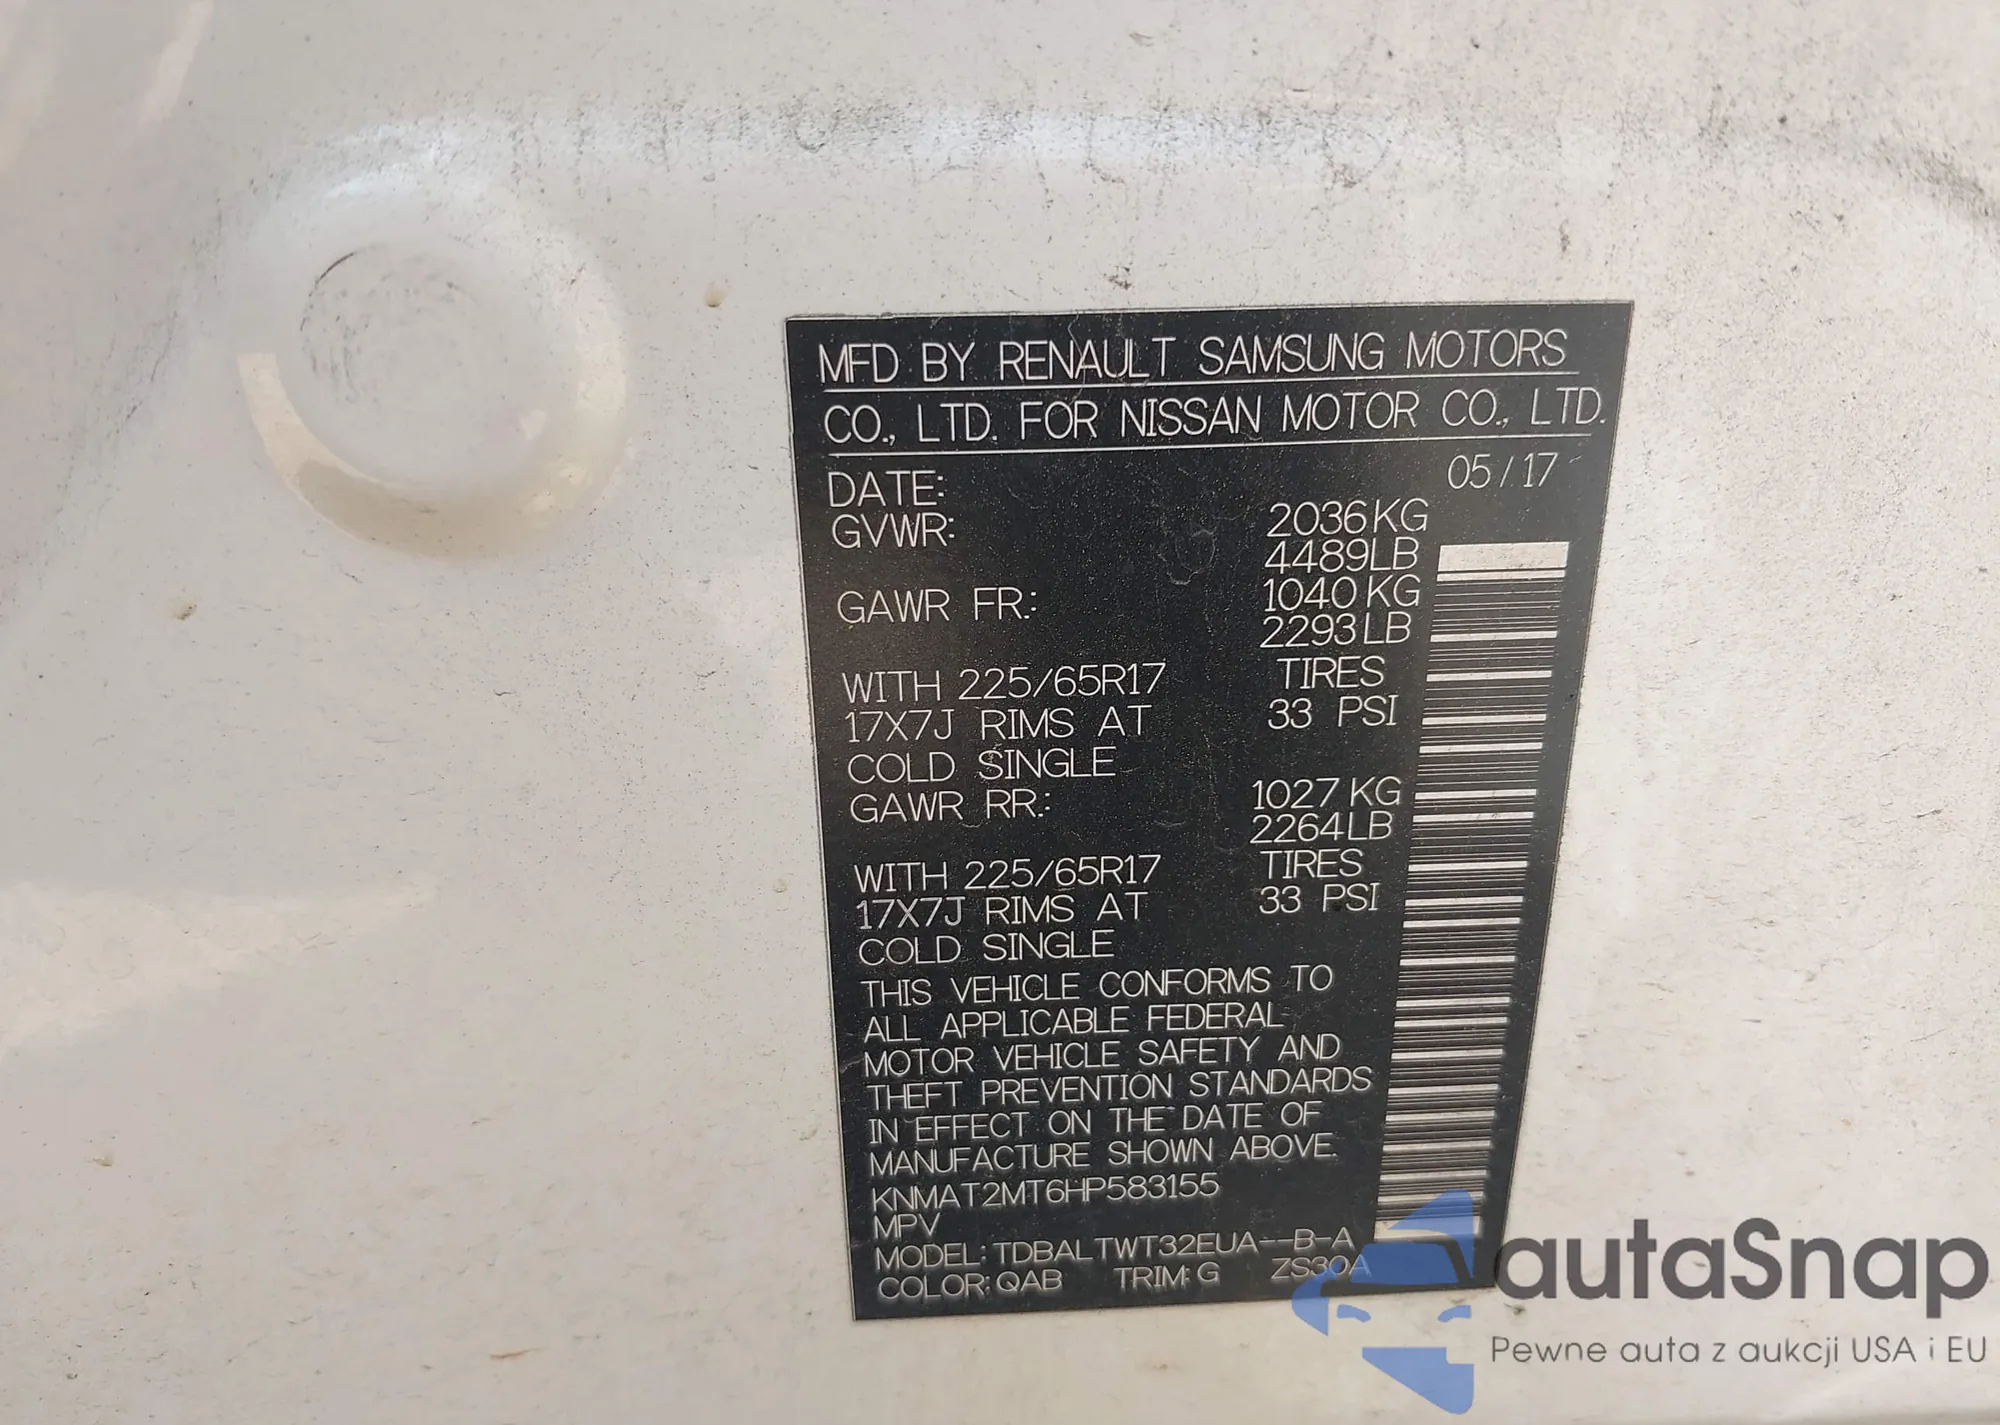 MFD BY RENAULT SAMSUNG MOTORS
CO., LTD. FOR NISSAN MOTOR CO., LTD.
DATE: 05/17
GVWR: 2036KG
4489LB
GAWR FR.: 1040KG
2293LB
WITH 225/65R17 TIRES
17X7J RIMS AT 33 PSI
COLD SINGLE
GAWR RR.: 1027KG
2264LB
WITH 225/65R17 TIRES
17X7J RIMS AT 33 PSI
COLD SINGLE
THIS VEHICLE CONFORMS TO
ALL APPLICABLE FEDERAL
MOTOR VEHICLE SAFETY AND
THEFT PREVENTION STANDARDS
IN EFFECT ON THE DATE OF
MANUFACTURE SHOWN ABOVE.
KNMAT2MT6HP583155
MPV
MODEL: TDBALTWT32EUA--B-A
COLOR: QAB TRIM: G ZS30A
autaSnap
Pewne auta z aukcji USA i EU